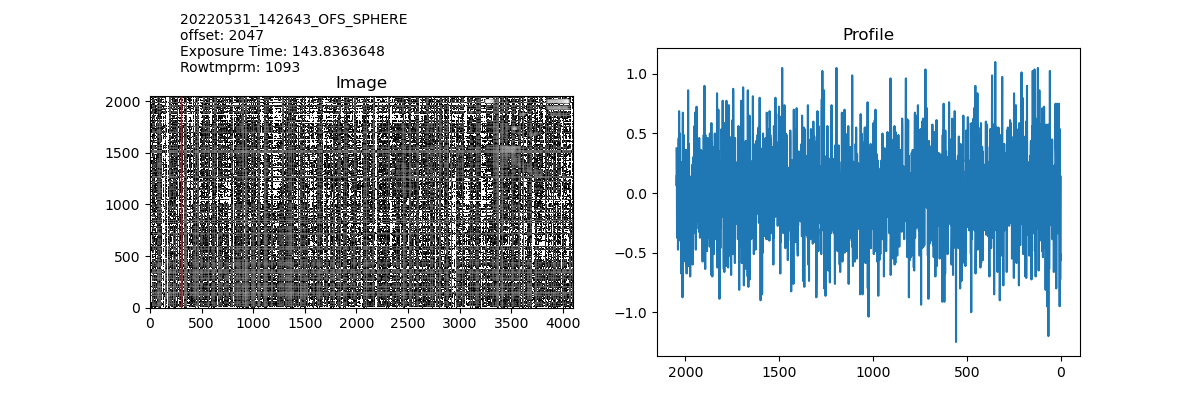 20220531_142643_OFS_SPHERE
offset: 2047
Exposure Time: 143.8363648
Rowtmprm: 1093
Image
2000
1500
1000
500
0
0 500 1000 1500 2000 2500 3000 3500 4000
Profile
1.0
0.5
0.0
−0.5
−1.0
2000 1500 1000 500 0